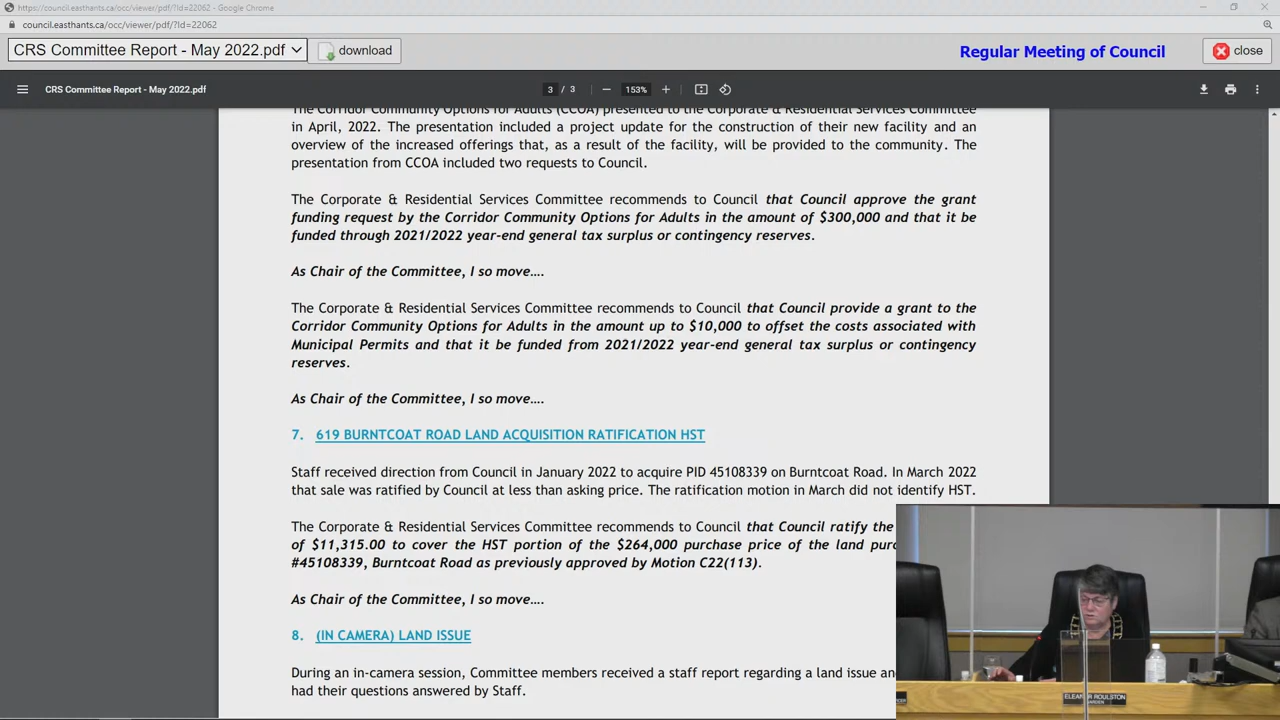 https://council.easthants.ca/occ/viewer/pdf/?Id=22062 - Google Chrome
council.easthants.ca/occ/viewer/pdf/?Id=22062
CRS Committee Report - May 2022.pdf download Regular Meeting of Council close
CRS Committee Report - May 2022.pdf 3 / 3 153%
The Corridor Community Options for Adults (CCOA) presented to the Corporate & Residential Services Committee
in April, 2022. The presentation included a project update for the construction of their new facility and an
overview of the increased offerings that, as a result of the facility, will be provided to the community. The
presentation from CCOA included two requests to Council.
The Corporate & Residential Services Committee recommends to Council that Council approve the grant
funding request by the Corridor Community Options for Adults in the amount of $300,000 and that it be
funded through 2021/2022 year-end general tax surplus or contingency reserves.
As Chair of the Committee, I so move….
The Corporate & Residential Services Committee recommends to Council that Council provide a grant to the
Corridor Community Options for Adults in the amount up to $10,000 to offset the costs associated with
Municipal Permits and that it be funded from 2021/2022 year-end general tax surplus or contingency
reserves.
As Chair of the Committee, I so move….
7. 619 BURNTCOAT ROAD LAND ACQUISITION RATIFICATION HST
Staff received direction from Council in January 2022 to acquire PID 45108339 on Burntcoat Road. In March 2022
that sale was ratified by Council at less than asking price. The ratification motion in March did not identify HST.
The Corporate & Residential Services Committee recommends to Council that Council ratify the
of $11,315.00 to cover the HST portion of the $264,000 purchase price of the land purc
#45108339, Burntcoat Road as previously approved by Motion C22(113).
As Chair of the Committee, I so move….
8. (IN CAMERA) LAND ISSUE
During an in-camera session, Committee members received a staff report regarding a land issue an
had their questions answered by Staff.
ELEANOR ROULSTON
WARDEN